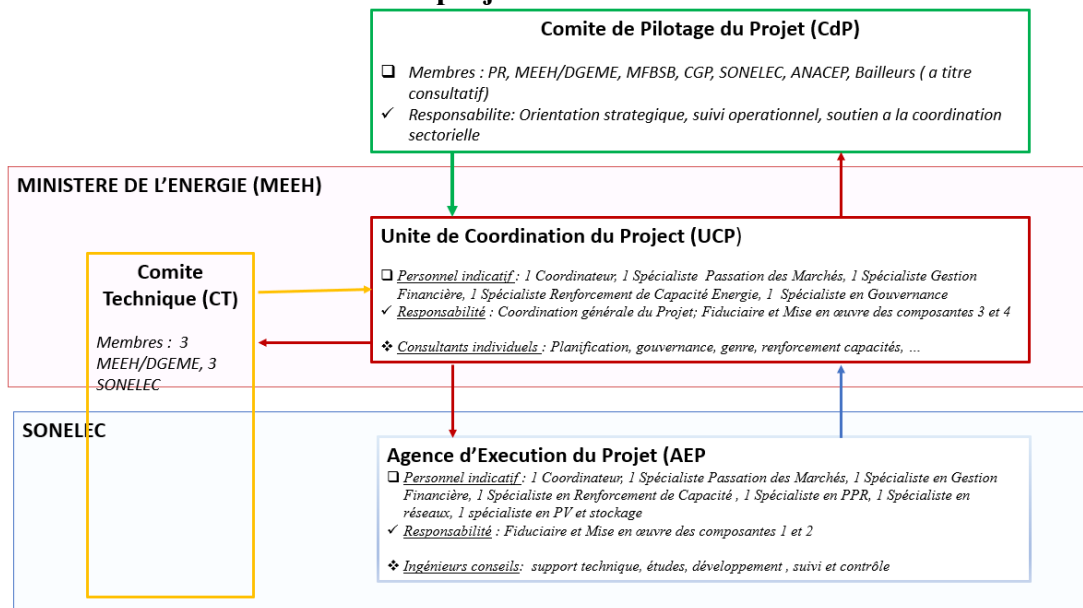 Comite de Pilotage du Projet (CdP)
❑ Membres : PR, MEEH/DGEME, MFBSB, CGP, SONELEC, ANACEP, Bailleurs ( a titre
consultatif)
✓ Responsabilite: Orientation strategique, suivi operationnel, soutien a la coordination
sectorielle
MINISTERE DE L’ENERGIE (MEEH)
Unite de Coordination du Project (UCP)
❑ Personnel indicatif : 1 Coordinateur, 1 Spécialiste Passation des Marchés, 1 Spécialiste Gestion
Financière, 1 Spécialiste Renforcement de Capacité Energie, 1 Spécialiste en Gouvernance
✓ Responsabilité : Coordination générale du Projet; Fiduciaire et Mise en œuvre des composantes 3 et 4
❖ Consultants individuels : Planification, gouvernance, genre, renforcement capacités, …
Comite
Technique (CT)
Membres : 3
MEEH/DGEME, 3
SONELEC
SONELEC
Agence d’Execution du Projet (AEP
❑ Personnel indicatif : 1 Coordinateur, 1 Spécialiste Passation des Marchés, 1 Spécialiste en Gestion
Financière, 1 Spécialiste en Renforcement de Capacité , 1 Spécialiste en PPR, 1 Spécialiste en
réseaux, 1 spécialiste en PV et stockage
✓ Responsabilité : Fiduciaire et Mise en œuvre des composantes 1 et 2
❖ Ingénieurs conseils: support technique, études, développement , suivi et contrôle